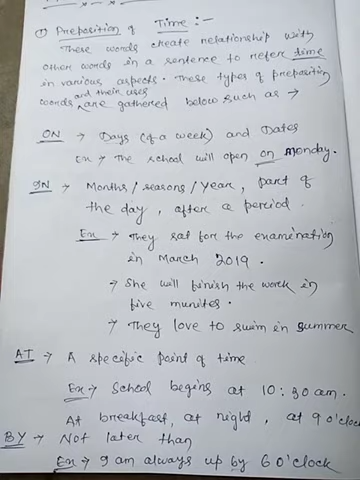 ① Preposition of Time :-
These words create relationship with
other words in a sentence to refer time
in various aspects. These types of preposition
and their uses
words are gathered below such as →
ON → Days (of a week) and Dates
Ex → The school will open on Monday.
IN → Months / seasons / Year, part of
the day, after a period.
Ex → They sat for the examination
in March 2019.
→ She will finish the work in
five munites.
→ They love to swim in summer
AT → A specific point of time
Ex → School begins at 10:30 am.
At breakfast, at night, at 9 o'clock
BY → Not later than
Ex → I am always up by 6 o'clock